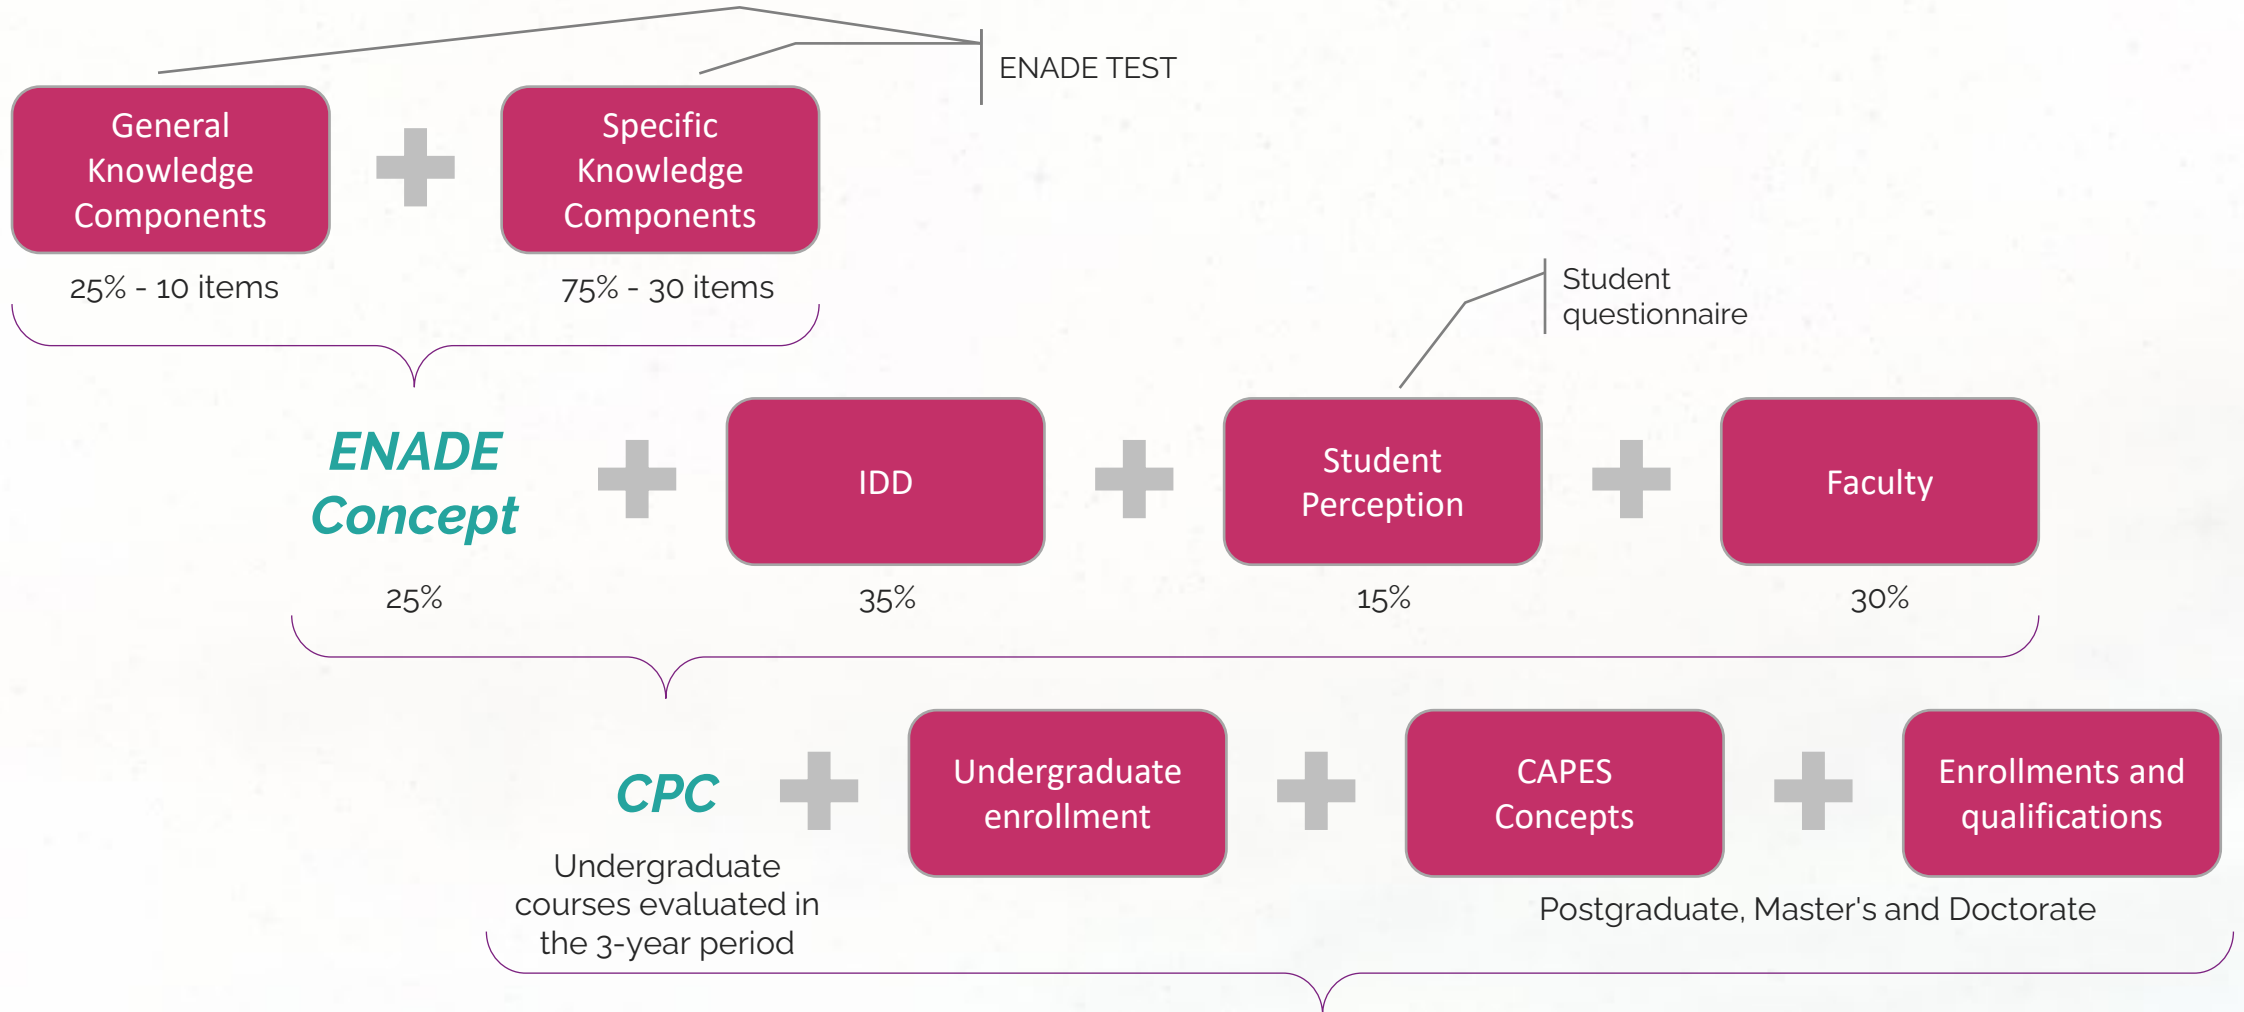 ENADE TEST
General
Knowledge
Components
Specific
Knowledge
Components
25% - 10 items
75% - 30 items
Student
questionnaire
ENADE
Concept
IDD
Student
Perception
Faculty
25%
35%
15%
30%
CPC
Undergraduate
enrollment
CAPES
Concepts
Enrollments and
qualifications
Undergraduate
courses evaluated in
the 3-year period
Postgraduate, Master's and Doctorate